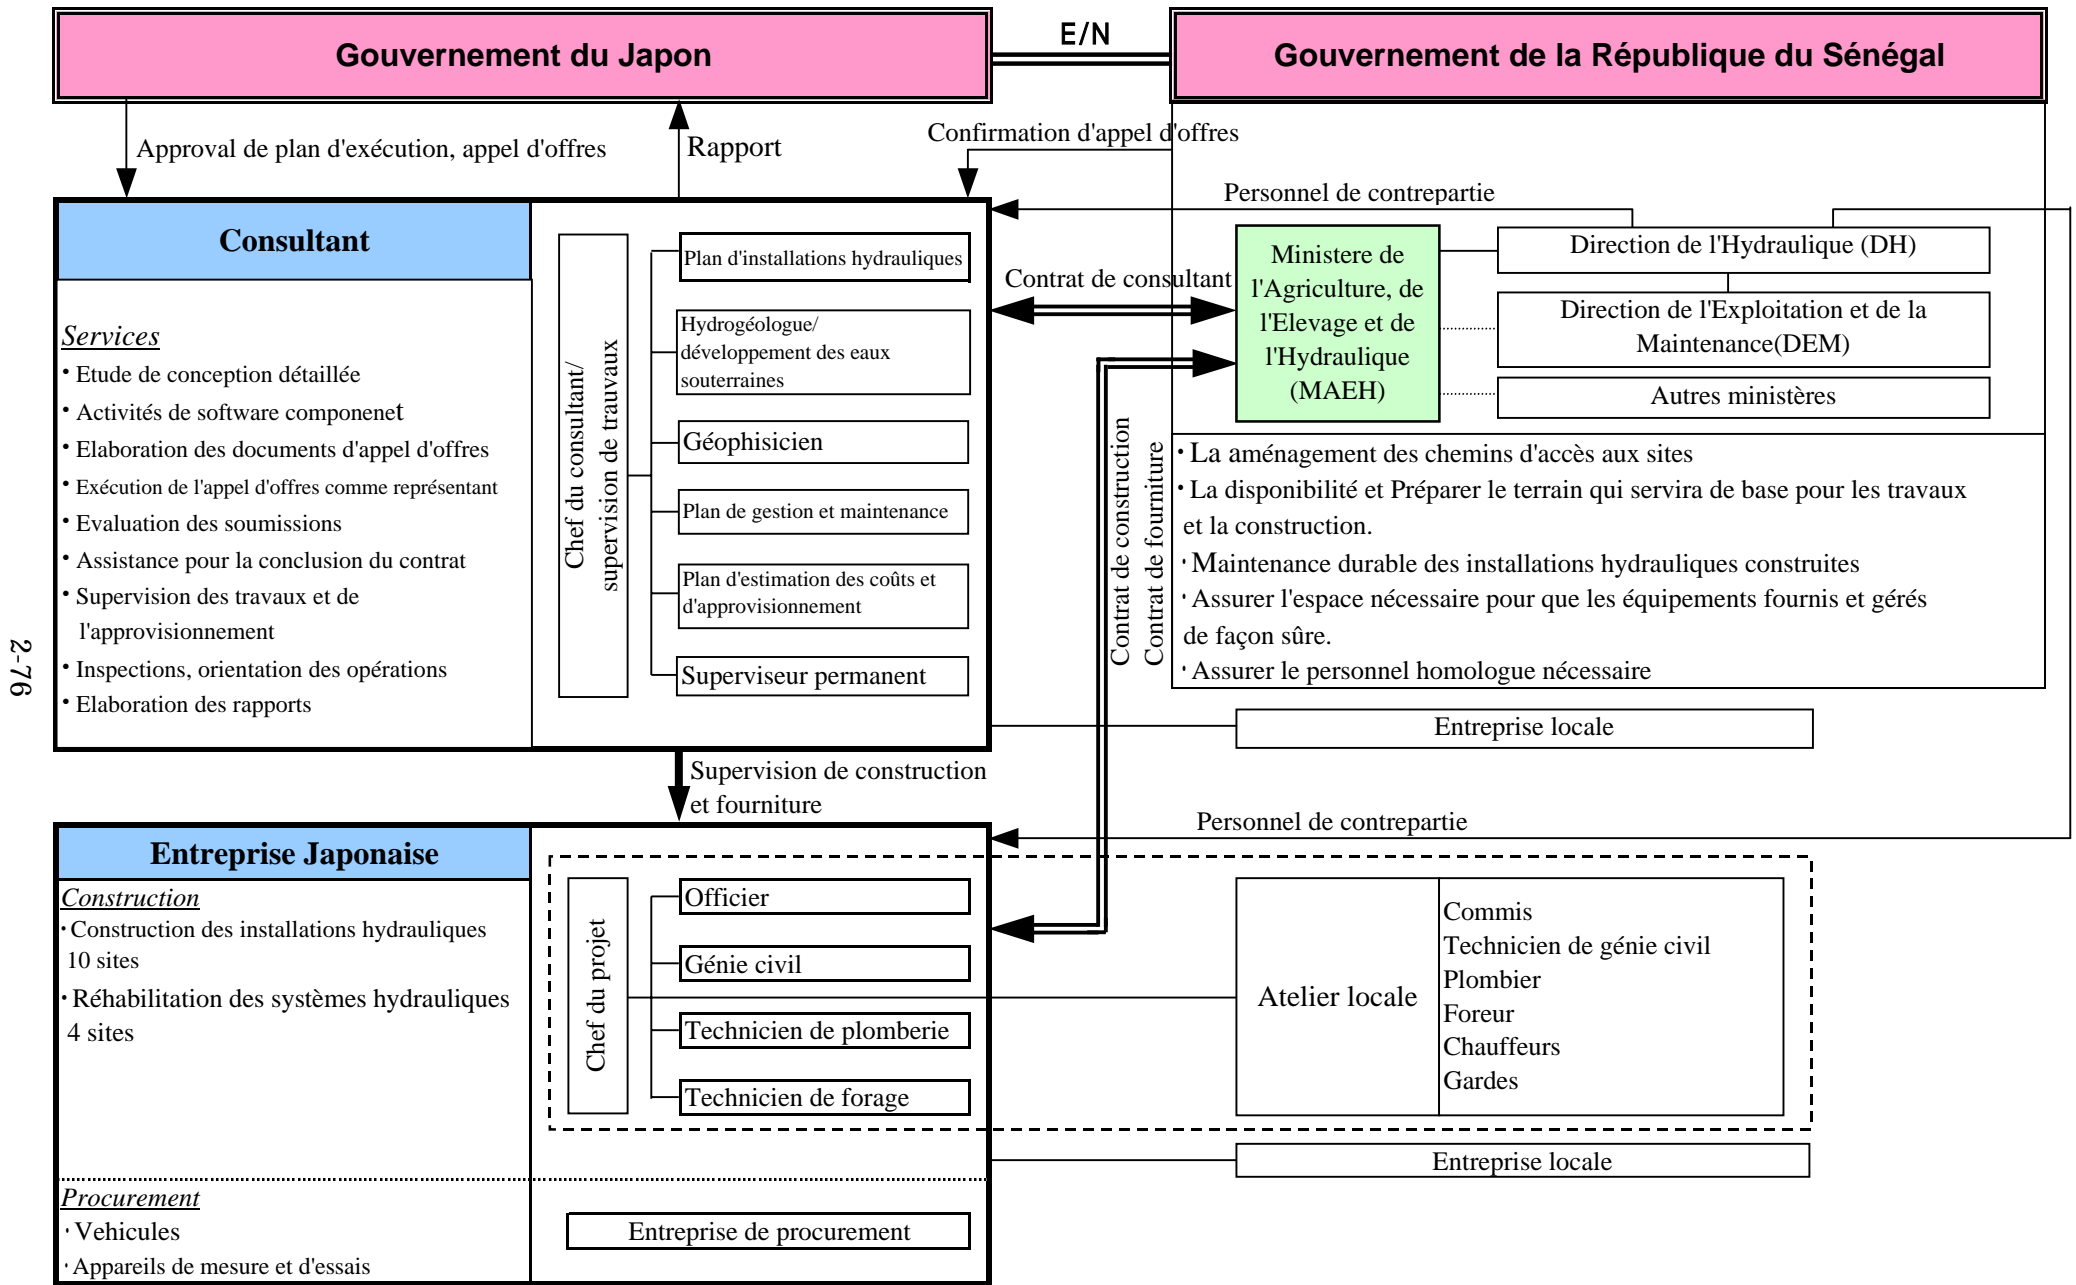 Gouvernement du Japon
E/N
Gouvernement de la République du Sénégal
Approval de plan d'exécution, appel d'offres
Rapport
Confirmation d'appel d'offres
Personnel de contrepartie
Consultant
Services
・Etude de conception détaillée
・Activités de software componenet
・Elaboration des documents d'appel d'offres
・Exécution de l'appel d'offres comme représentant
・Evaluation des soumissions
・Assistance pour la conclusion du contrat
・Supervision des travaux et de
l'approvisionnement
・Inspections, orientation des opérations
・Elaboration des rapports
Chef du consultant/
supervision de trauvaux
Plan d'installations hydrauliques
Hydrogéologue/
développement des eaux
souterraines
Géophisicien
Plan de gestion et maintenance
Plan d'estimation des coûts et
d'approvisionnement
Superviseur permanent
Contrat de consultant
Ministere de
l'Agriculture, de
l'Elevage et de
l'Hydraulique
(MAEH)
Direction de l'Hydraulique (DH)
Direction de l'Exploitation et de la
Maintenance(DEM)
Autres ministères
Contrat de construction
Contrat de fourniture
・La aménagement des chemins d'accès aux sites
・La disponibilité et Préparer le terrain qui servira de base pour les travaux
et la construction.
・Maintenance durable des installations hydrauliques construites
・Assurer l'espace nécessaire pour que les équipements fournis et gérés
de façon sûre.
・Assurer le personnel homologue nécessaire
Entreprise locale
2-76
Supervision de construction
et fourniture
Personnel de contrepartie
Entreprise Japonaise
Construction
・Construction des installations hydrauliques
10 sites
・Réhabilitation des systèmes hydrauliques
4 sites
Chef du projet
Officier
Génie civil
Technicien de plomberie
Technicien de forage
Atelier locale
Commis
Technicien de génie civil
Plombier
Foreur
Chauffeurs
Gardes
Entreprise locale
Procurement
・Vehicules
・Appareils de mesure et d'essais
Entreprise de procurement